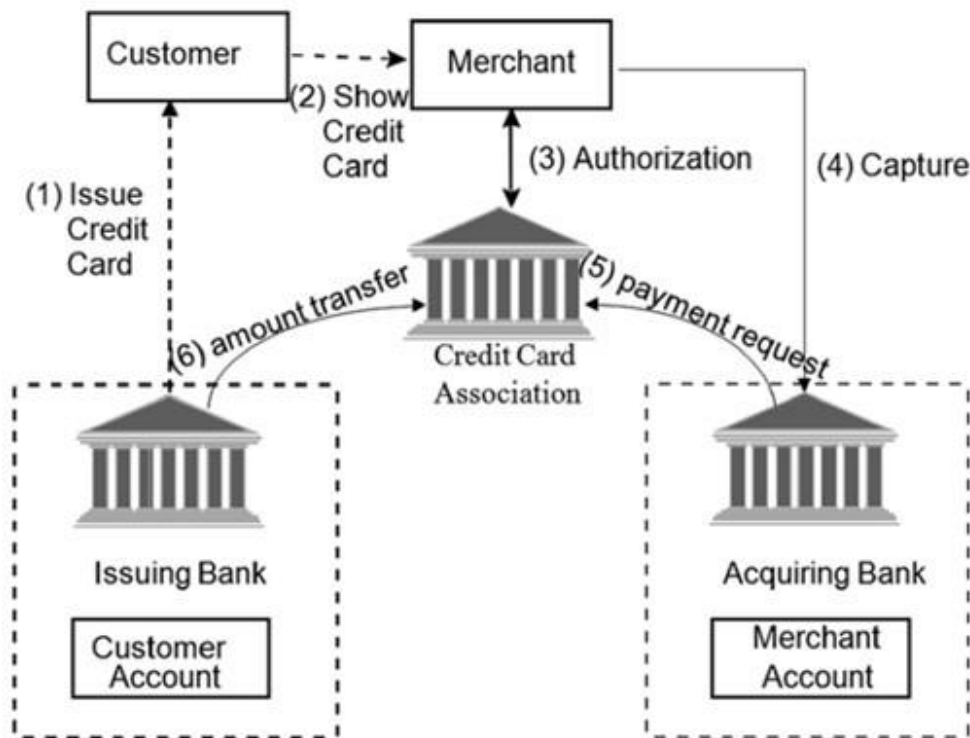 Customer
Merchant
(2) Show
Credit
Card
(3) Authorization
(4) Capture
(1) Issue
Credit
Card
(6) amount transfer
(5) payment request
Credit Card
Association
Issuing Bank
Acquiring Bank
Customer
Account
Merchant
Account